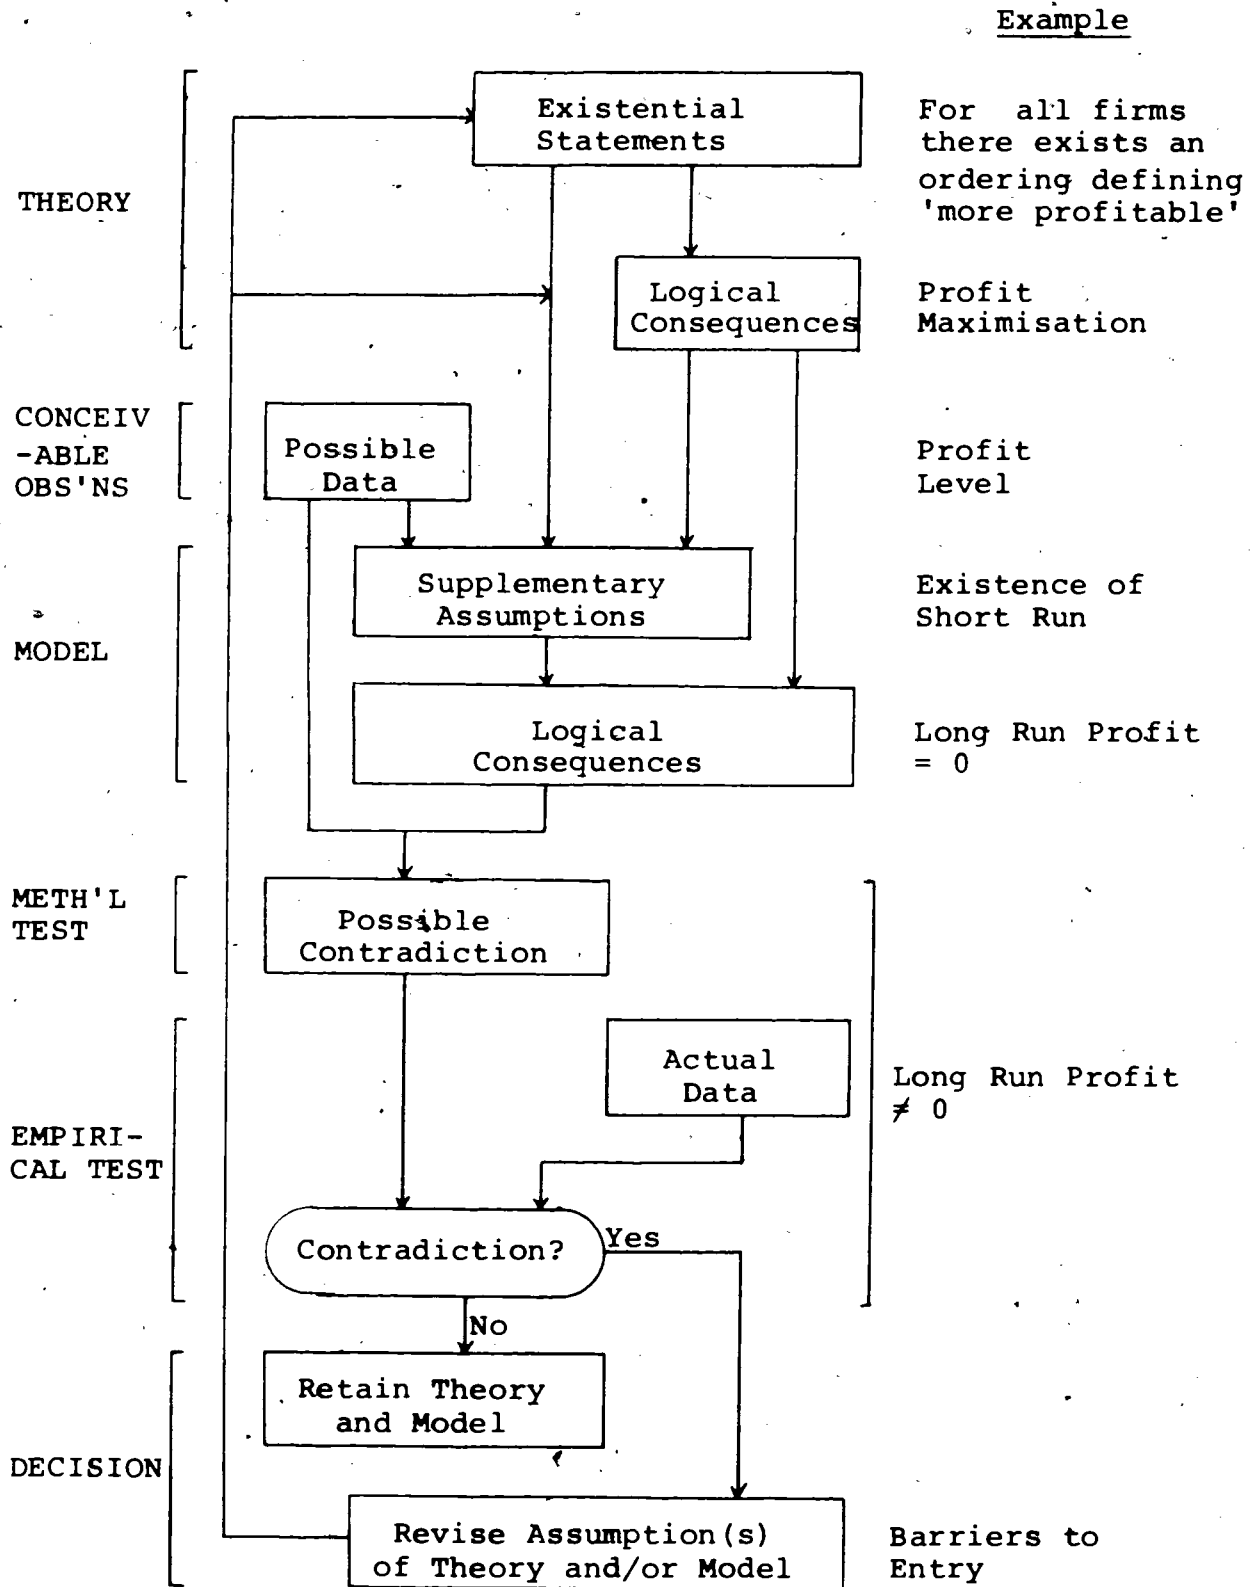 Example
Existential
Statements
For all firms
there exists an
ordering defining
'more profitable'
THEORY
Logical
Consequences
Profit
Maximisation
CONCEIV
-ABLE
OBS'NS
Possible
Data
Profit
Level
Supplementary
Assumptions
Existence of
Short Run
MODEL
Logical
Consequences
Long Run Profit
= 0
METH'L
TEST
Possible
Contradiction
Actual
Data
Long Run Profit
≠ 0
EMPIRI-
CAL TEST
Contradiction?
Yes
No
Retain Theory
and Model
DECISION
Revise Assumption(s)
of Theory and/or Model
Barriers to
Entry